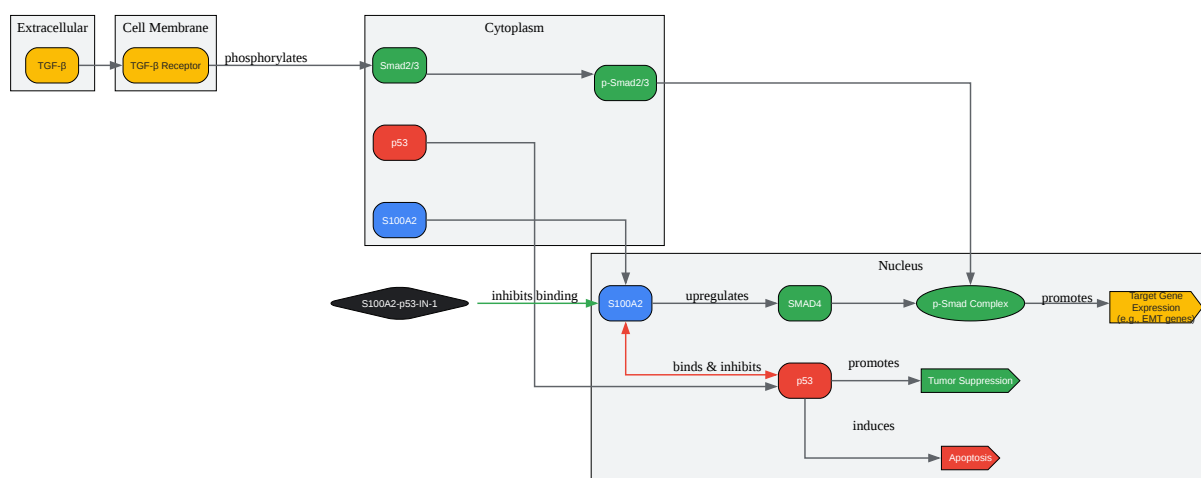 Extracellular
Cell Membrane
Cytoplasm
TGF-β
TGF-β Receptor
phosphorylates
Smad2/3
p-Smad2/3
p53
S100A2
Nucleus
S100A2-p53-IN-1
inhibits binding
S100A2
upregulates
SMAD4
p-Smad Complex
promotes
Target Gene
Expression
(e.g., EMT genes)
binds & inhibits
p53
promotes
Tumor Suppression
induces
Apoptosis